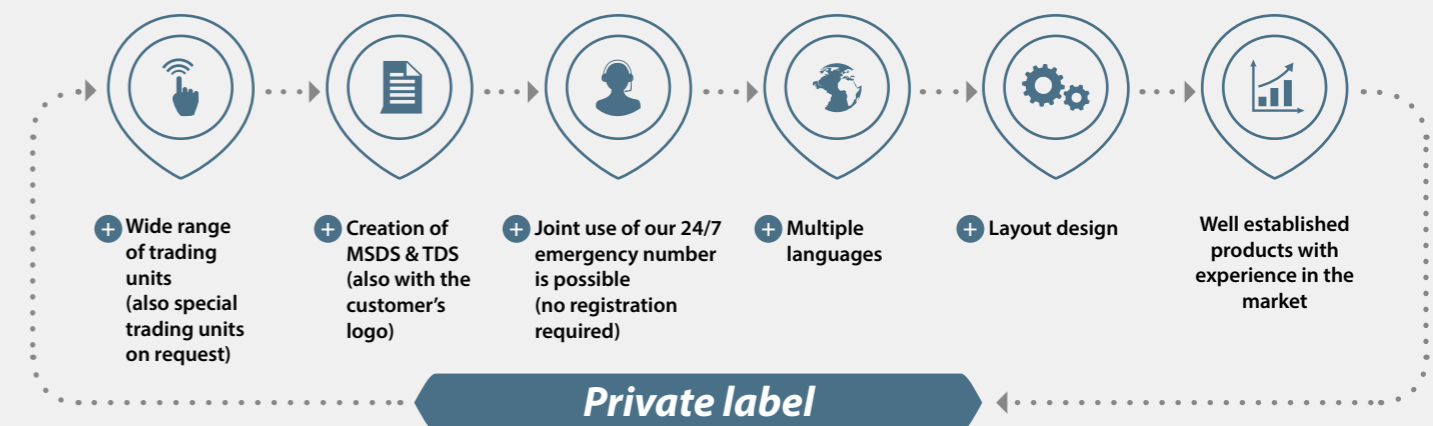 Wide range
of trading
units
(also special
trading units
on request)
Creation of
MSDS & TDS
(also with the
customer's
logo)
Joint use of our 24/7
emergency number
is possible
(no registration
required)
Multiple
languages
Layout design
Well established
products with
experience in the
market
Private label